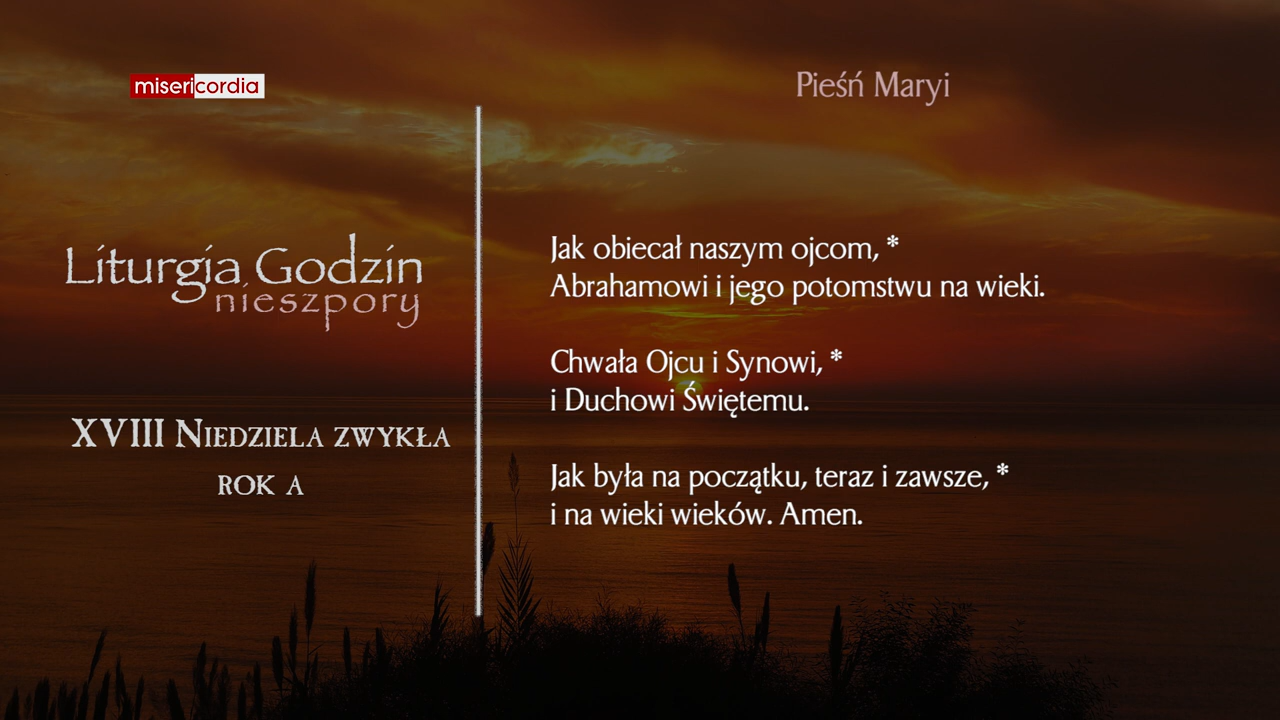 misericordia
Pieśń Maryi
Liturgia Godzin
nieszpory
XVIII Niedziela zwykła
rok A
Jak obiecał naszym ojcom, *
Abrahamowi i jego potomstwu na wieki.
Chwała Ojcu i Synowi, *
i Duchowi Świętemu.
Jak była na początku, teraz i zawsze, *
i na wieki wieków. Amen.